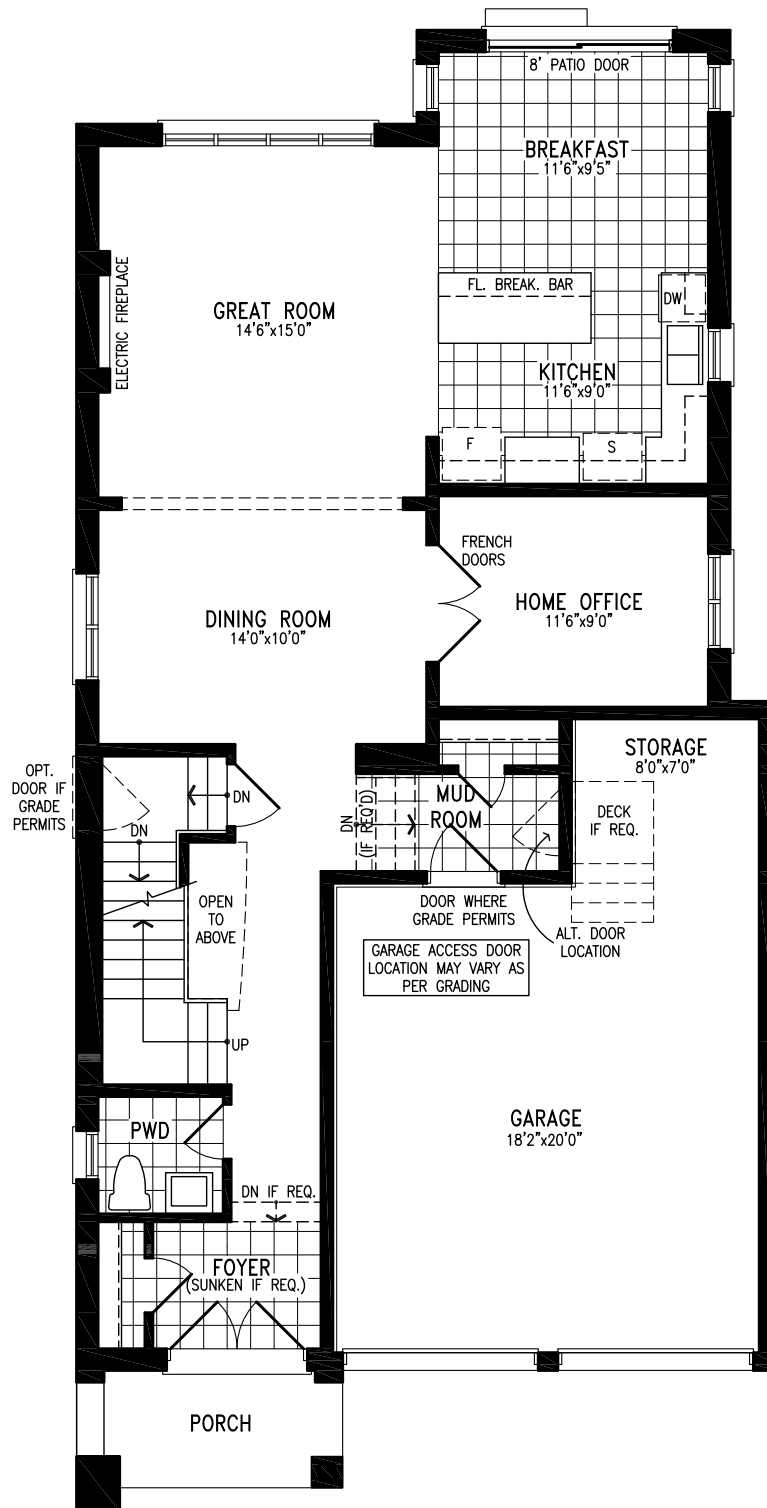 8' PATIO DOOR
BREAKFAST
11'6"x9'5"
ELECTRIC FIREPLACE
GREAT ROOM
14'6"x15'0"
FL. BREAK. BAR
DW
KITCHEN
11'6"x9'0"
F
S
FRENCH
DOORS
HOME OFFICE
11'6"x9'0"
DINING ROOM
14'0"x10'0"
STORAGE
8'0"x7'0"
OPT.
DOOR IF
GRADE
PERMITS
DN
DN
DN
(IF REQ'D)
MUD
ROOM
DECK
IF REQ.
OPEN
TO
ABOVE
DOOR WHERE
GRADE PERMITS
ALT. DOOR
LOCATION
GARAGE ACCESS DOOR
LOCATION MAY VARY AS
PER GRADING
UP
GARAGE
18'2"x20'0"
PWD
DN IF REQ.
FOYER
(SUNKEN IF REQ.)
PORCH